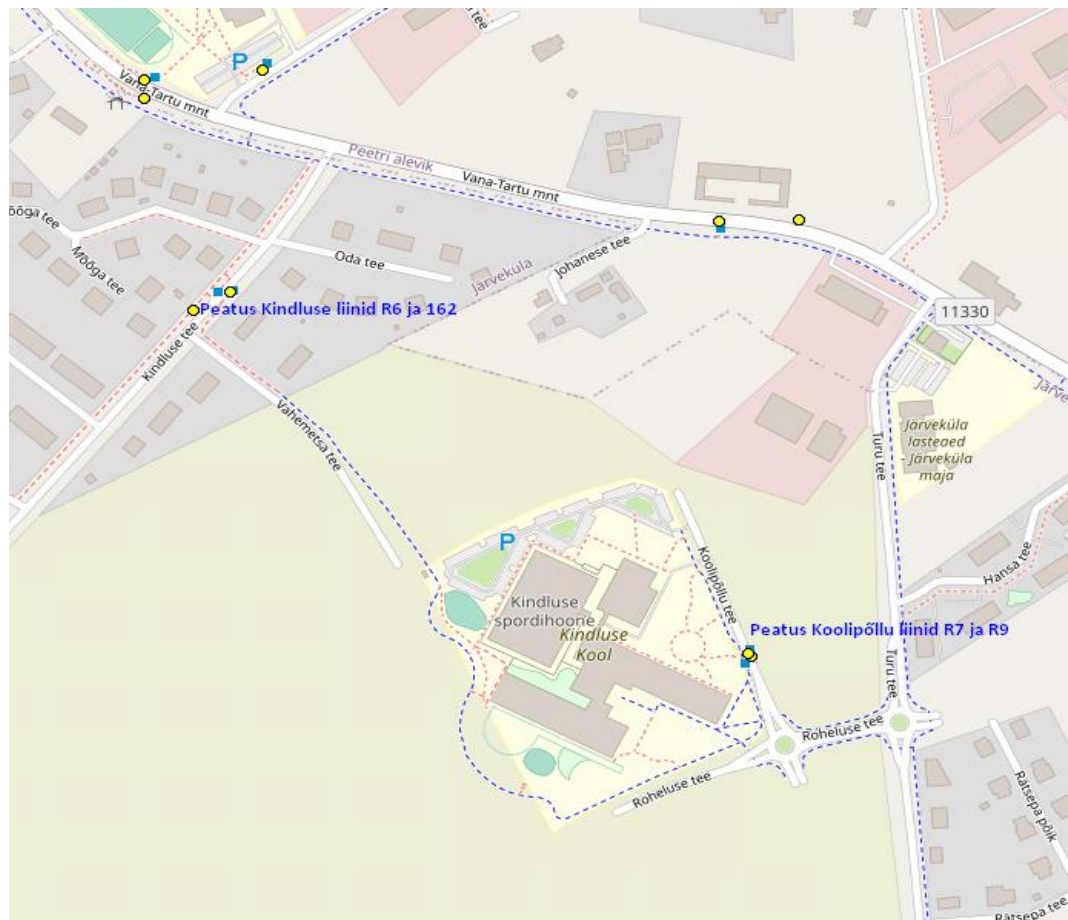 P
Vana-Tartu mnt
Peetri alevik
Vana-Tartu mnt
Mõõga tee
Oda tee
Järveküla
Johanese tee
Peatus Kindluse liinid R6 ja 162
11330
Kindluse tee
Vahemetsa tee
Turu tee
Järveküla
lasteaed
- Järveküla
maja
P
Koolipõllu tee
Hansa tee
Kindluse
spordihoone
Kindluse
Kool
Peatus Koolipõllu liinid R7 ja R9
Turu tee
Roheluse tee
Roheluse tee
Rätsepa põik
Rätsepa tee